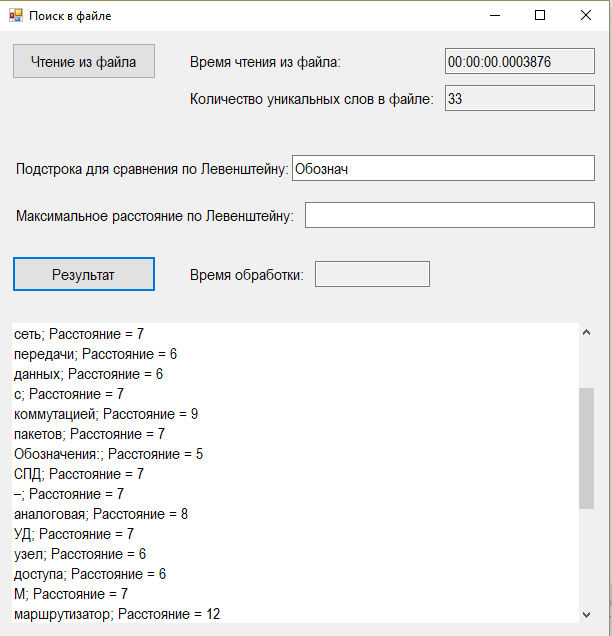 Поиск в файле
Чтение из файла
Время чтения из файла: 00:00:00.0003876
Количество уникальных слов в файле: 33
Подстрока для сравнения по Левенштейну: Обознач
Максимальное расстояние по Левенштейну:
Результат
Время обработки:
сеть; Расстояние = 7
передачи; Расстояние = 6
данных; Расстояние = 6
с; Расстояние = 7
коммутацией; Расстояние = 9
пакетов; Расстояние = 7
Обозначения:; Расстояние = 5
СПД; Расстояние = 7
–; Расстояние = 7
аналоговая; Расстояние = 8
УД; Расстояние = 7
узел; Расстояние = 6
доступа; Расстояние = 6
М; Расстояние = 7
маршрутизатор; Расстояние = 12